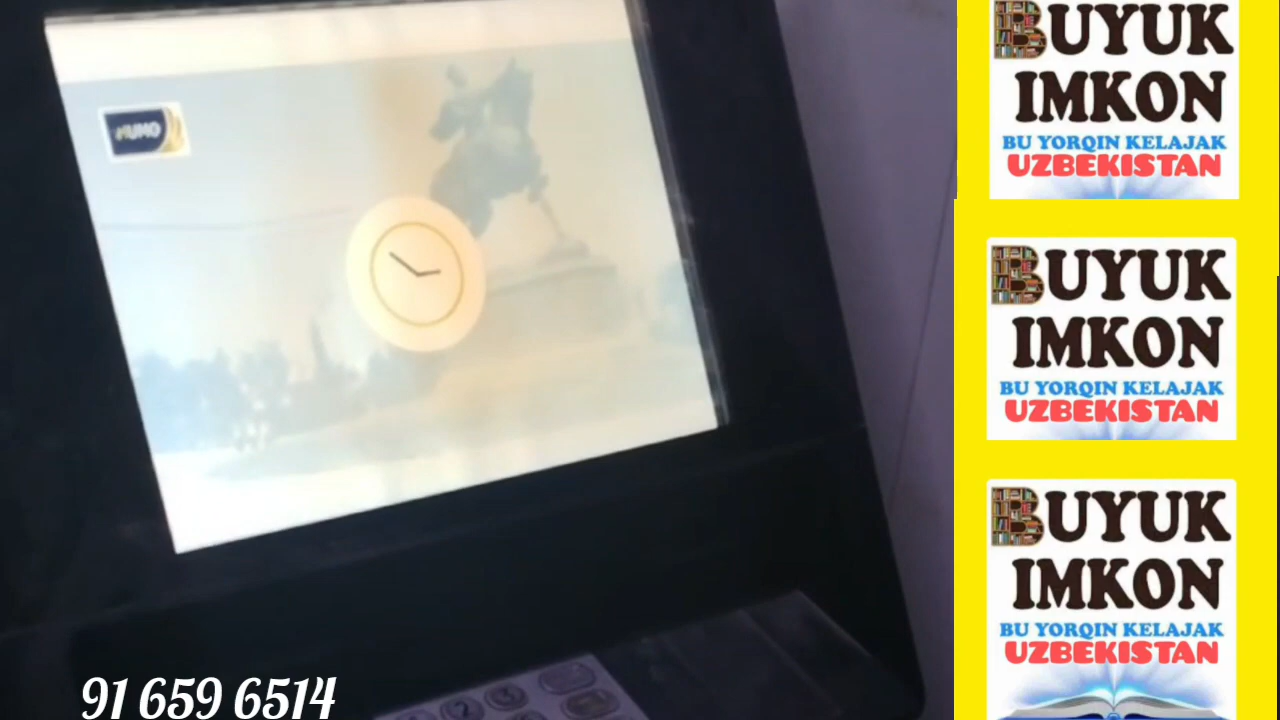 HUMO
91 659 6514
BUYUK
IMKON
BU YORQIN KELAJAK
UZBEKISTAN
BUYUK
IMKON
BU YORQIN KELAJAK
UZBEKISTAN
BUYUK
IMKON
BU YORQIN KELAJAK
UZBEKISTAN